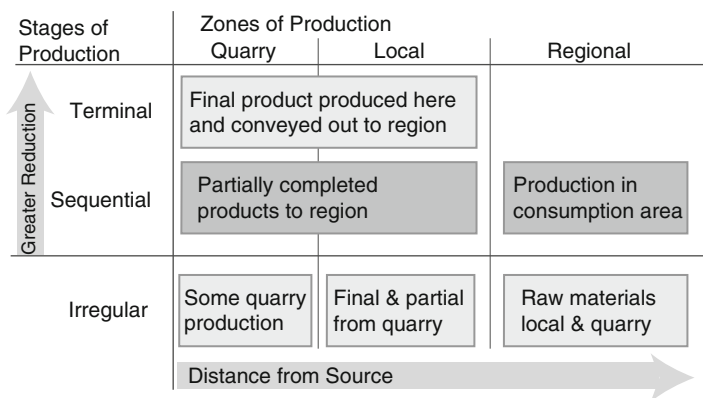 Stages of
Production
Zones of Production
Quarry
Local
Regional
Greater Reduction
Terminal
Final product produced here
and conveyed out to region
Sequential
Partially completed
products to region
Production in
consumption area
Irregular
Some quarry
production
Final & partial
from quarry
Raw materials
local & quarry
Distance from Source